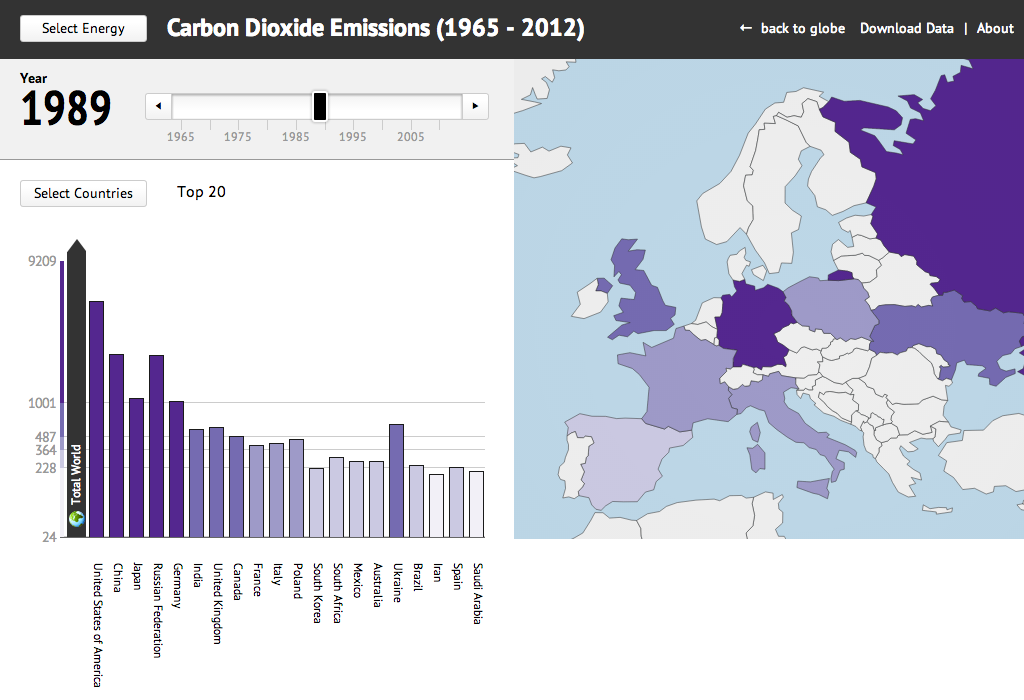 Select Energy
Carbon Dioxide Emissions (1965 - 2012)
← back to globe
Download Data | About
Year
1989
1965 1975 1985 1995 2005
Select Countries
Top 20
9209
1001
487
364
228
24
Total World
United States of America
China
Japan
Russian Federation
Germany
India
United Kingdom
Canada
France
Italy
Poland
South Korea
South Africa
Mexico
Australia
Ukraine
Brazil
Iran
Spain
Saudi Arabia